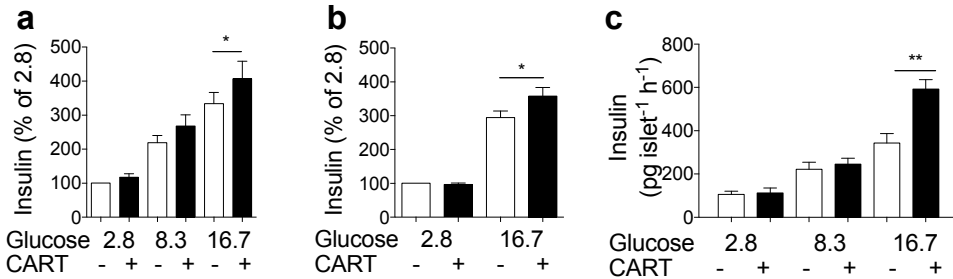 a
Insulin (% of 2.8)
500
400
300
200
100
0
*
Glucose 2.8 8.3 16.7
CART - + - + - +
b
Insulin (% of 2.8)
500
400
300
200
100
0
*
2.8 16.7
- + - +
c
Insulin
(pg islet⁻¹ h⁻¹)
800
600
400
200
0
**
Glucose 2.8 8.3 16.7
CART - + - + - +